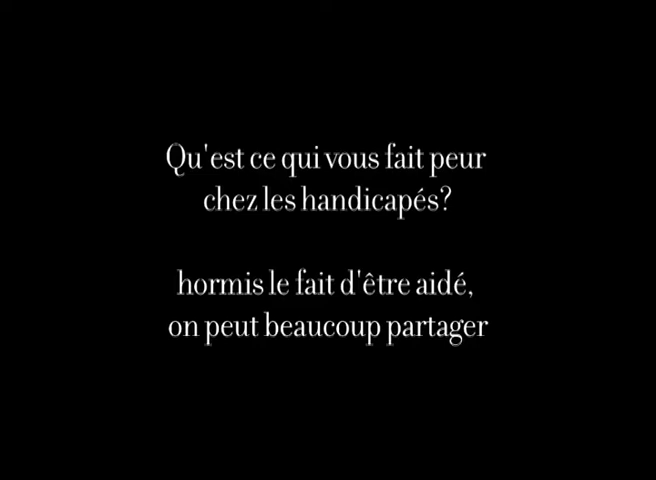 Qu'est ce qui vous fait peur
chez les handicapés?
hormis le fait d'être aidé,
on peut beaucoup partager